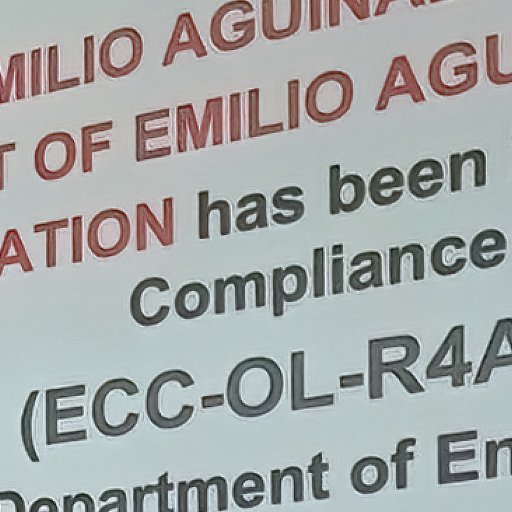 MILIO AGUINA
T OF EMILIO AGU
ATION has been
Compliance
(ECC-OL-R4A
Department of En